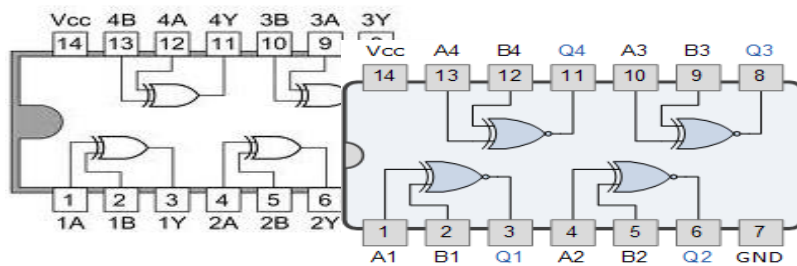 Vcc 4B 4A 4Y 3B 3A 3Y
14 13 12 11 10 9
1 2 3 4 5 6
1A 1B 1Y 2A 2B 2Y
Vcc A4 B4 Q4 A3 B3 Q3
14 13 12 11 10 9 8
1 2 3 4 5 6 7
A1 B1 Q1 A2 B2 Q2 GND